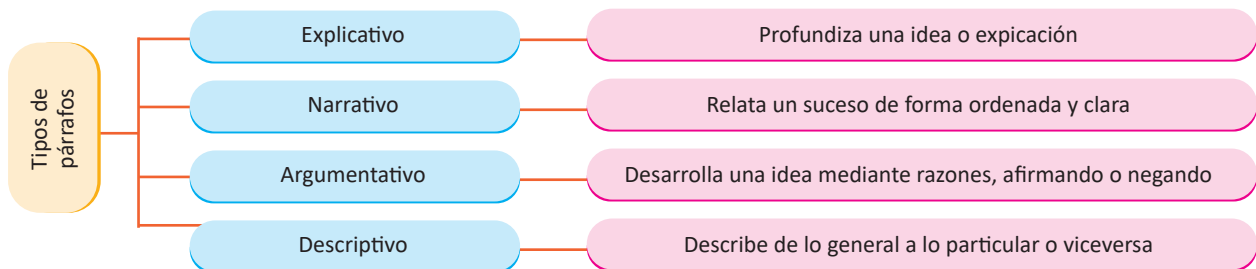 Tipos de
párrafos
Explicativo
Profundiza una idea o expicación
Narrativo
Relata un suceso de forma ordenada y clara
Argumentativo
Desarrolla una idea mediante razones, afirmando o negando
Descriptivo
Describe de lo general a lo particular o viceversa